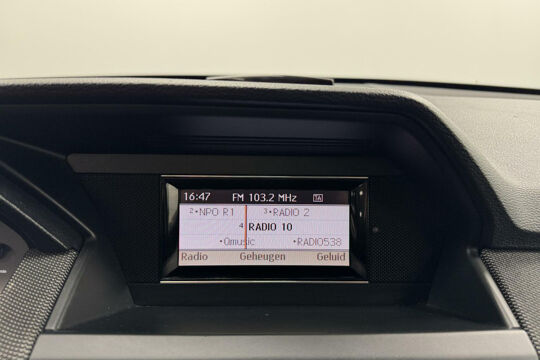 16:47 FM 103.2 MHz TA
2•NPO R1 3•RADIO 2
4 RADIO 10
•Qmusic •RADIO538
Radio Geheugen Geluid